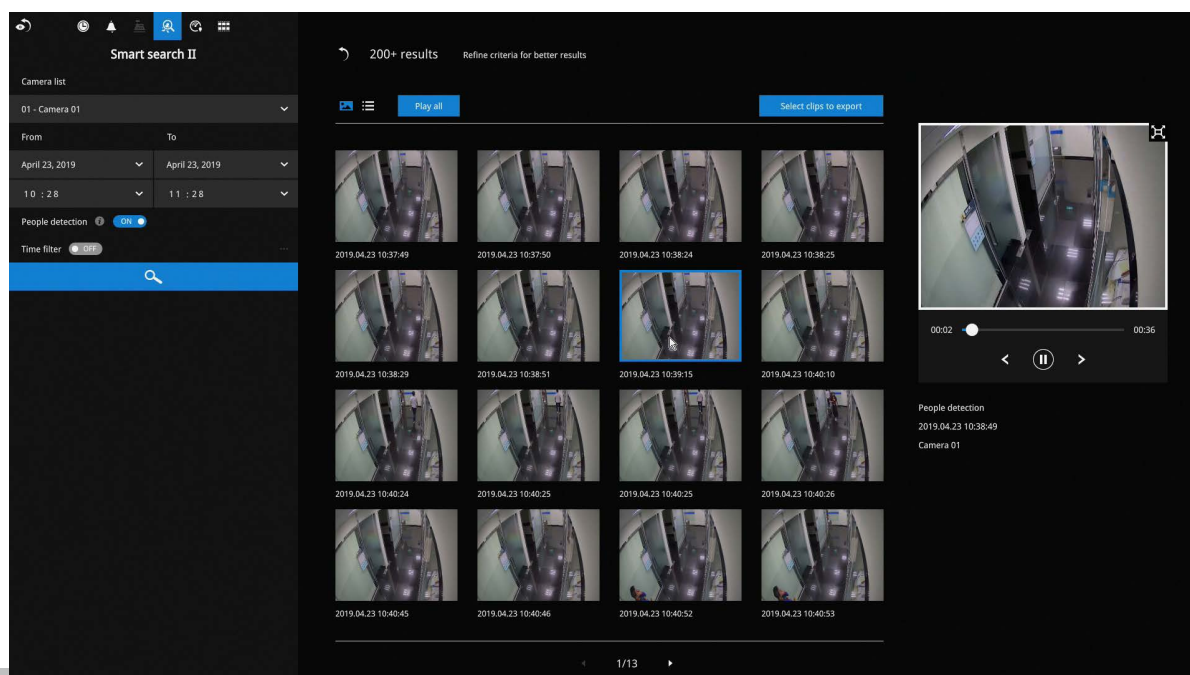 Smart search II
Camera list
01 - Camera 01
From To
April 23, 2019 April 23, 2019
10 : 28 11 : 28
People detection ON
Time filter OFF
200+ results Refine criteria for better results
Play all Select clips to export
2019.04.23 10:37:49 2019.04.23 10:37:50 2019.04.23 10:38:24 2019.04.23 10:38:25
2019.04.23 10:38:29 2019.04.23 10:38:51 2019.04.23 10:39:15 2019.04.23 10:40:10
2019.04.23 10:40:24 2019.04.23 10:40:25 2019.04.23 10:40:25 2019.04.23 10:40:26
2019.04.23 10:40:45 2019.04.23 10:40:46 2019.04.23 10:40:52 2019.04.23 10:40:53
1/13
00:02 00:36
People detection
2019.04.23 10:38:49
Camera 01